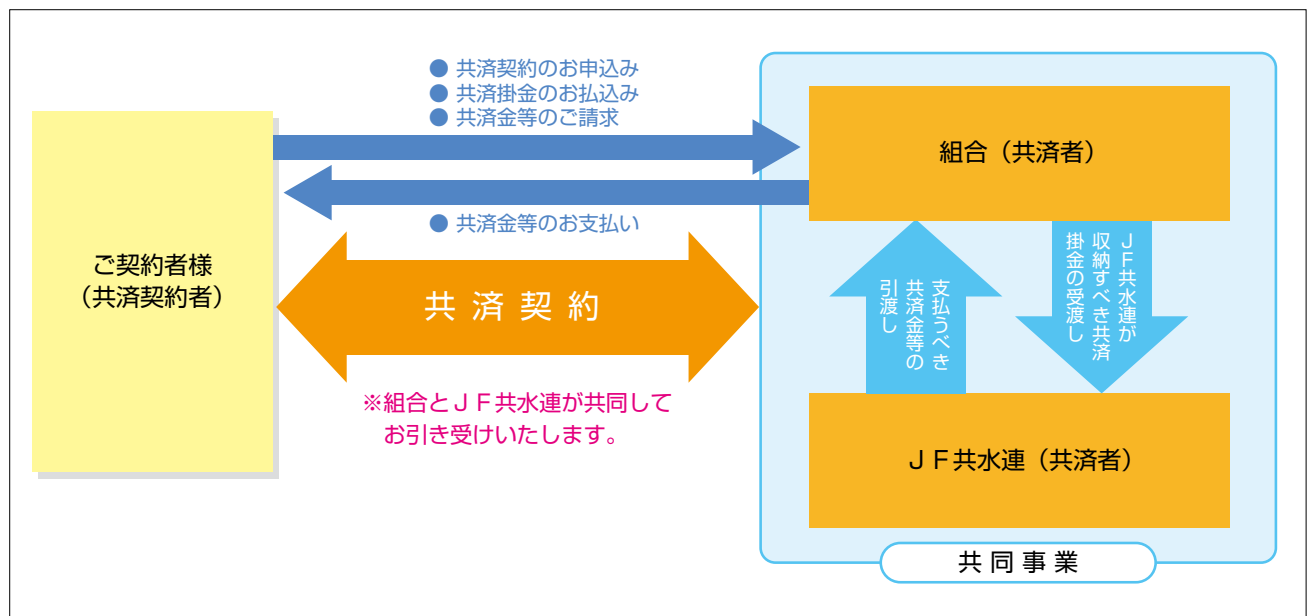 ● 共済契約のお申込み
● 共済掛金のお払込み
● 共済金等のご請求
● 共済金等のお支払い
ご契約者様
（共済契約者）
共済契約
※組合とＪＦ共水連が共同して
お引き受けいたします。
組合（共済者）
支払うべき
共済金等の
引渡し
ＪＦ共水連が
収納すべき共済
掛金の受渡し
ＪＦ共水連（共済者）
共同事業